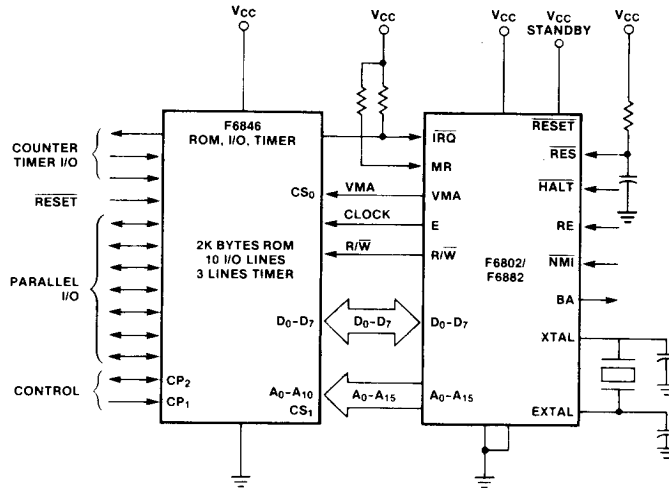 VCC
VCC
VCC
VCC
VCC
STANDBY
F6846
ROM, I/O, TIMER
COUNTER
TIMER I/O
RESET
PARALLEL
I/O
CONTROL
CS0
2K BYTES ROM
10 I/O LINES
3 LINES TIMER
D0–D7
A0–A10
CS1
CP2
CP1
VMA
CLOCK
R/W
D0–D7
A0–A15
IRQ
MR
VMA
E
R/W
D0–D7
A0–A15
F6802/
F6882
RESET
RES
HALT
RE
NMI
BA
XTAL
EXTAL